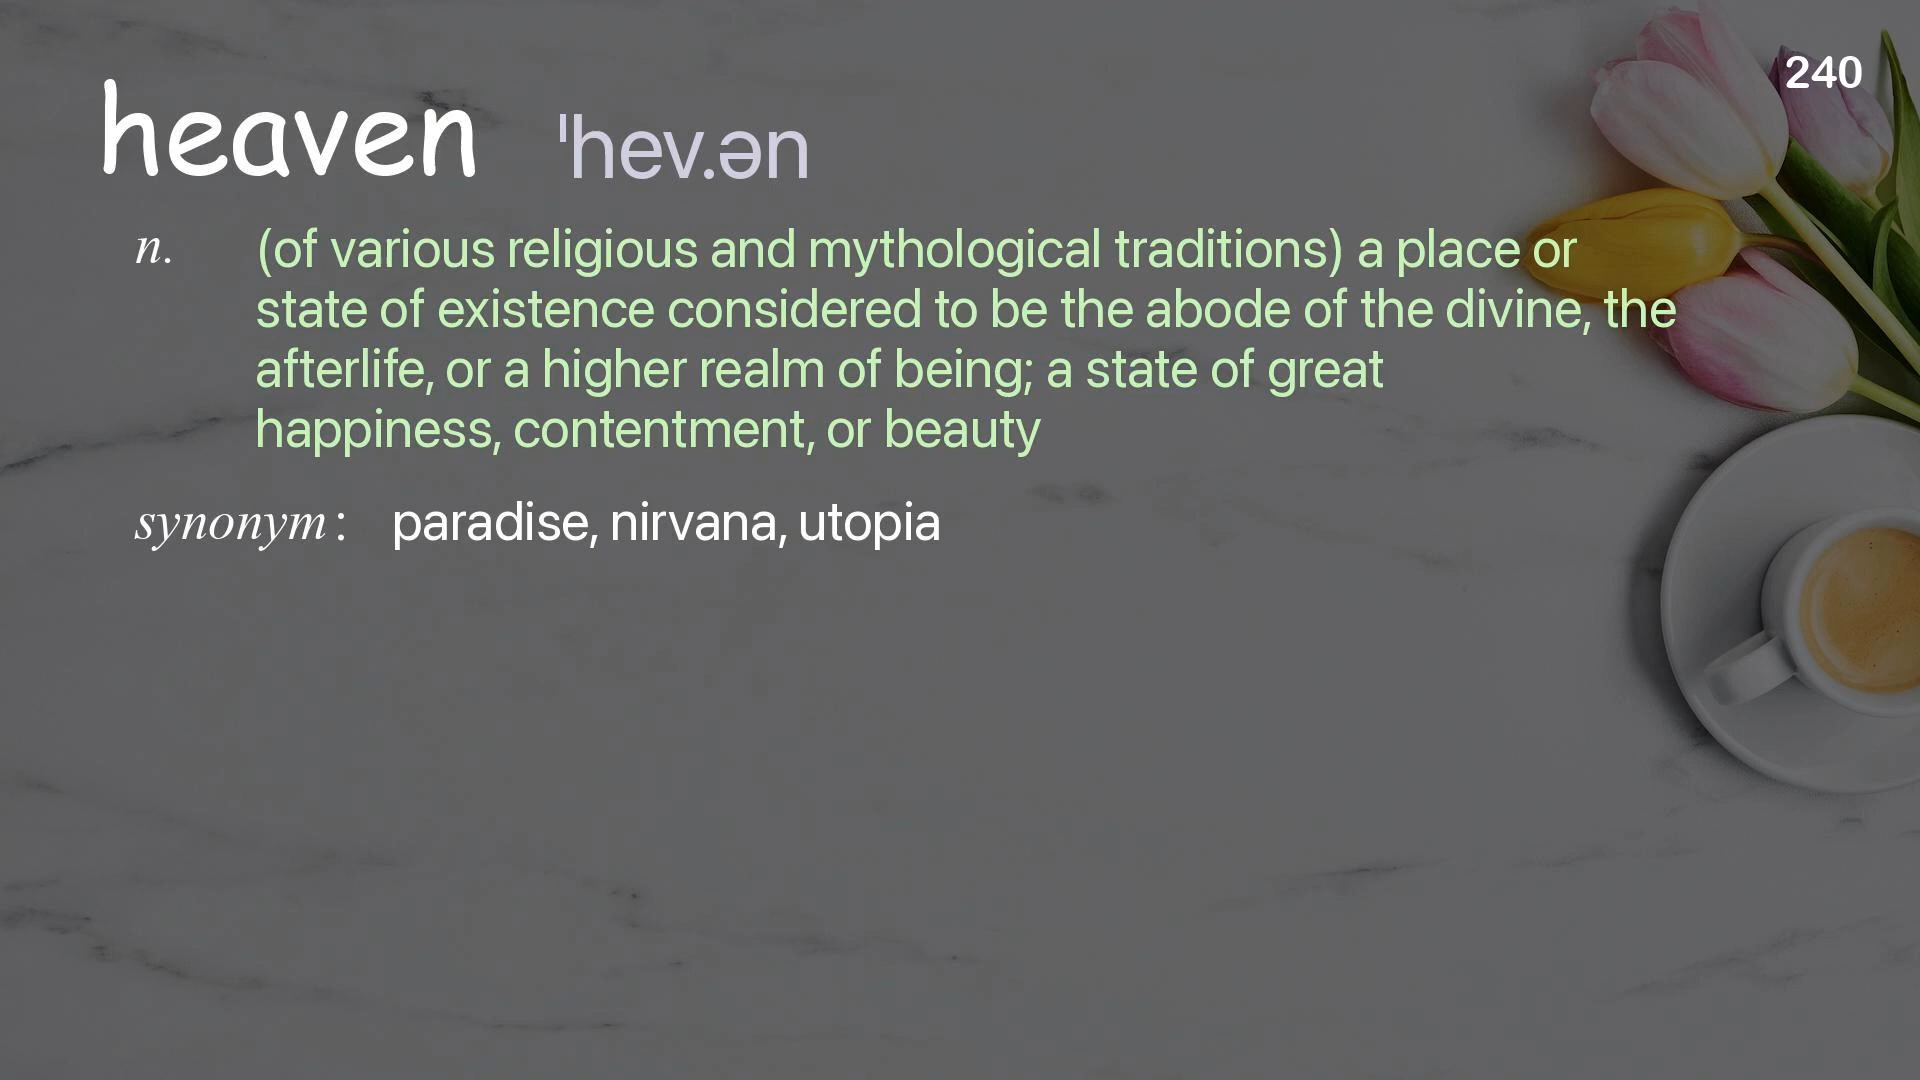 240
heaven ˈhev.ən
n. (of various religious and mythological traditions) a place or
state of existence considered to be the abode of the divine, the
afterlife, or a higher realm of being; a state of great
happiness, contentment, or beauty
synonym : paradise, nirvana, utopia